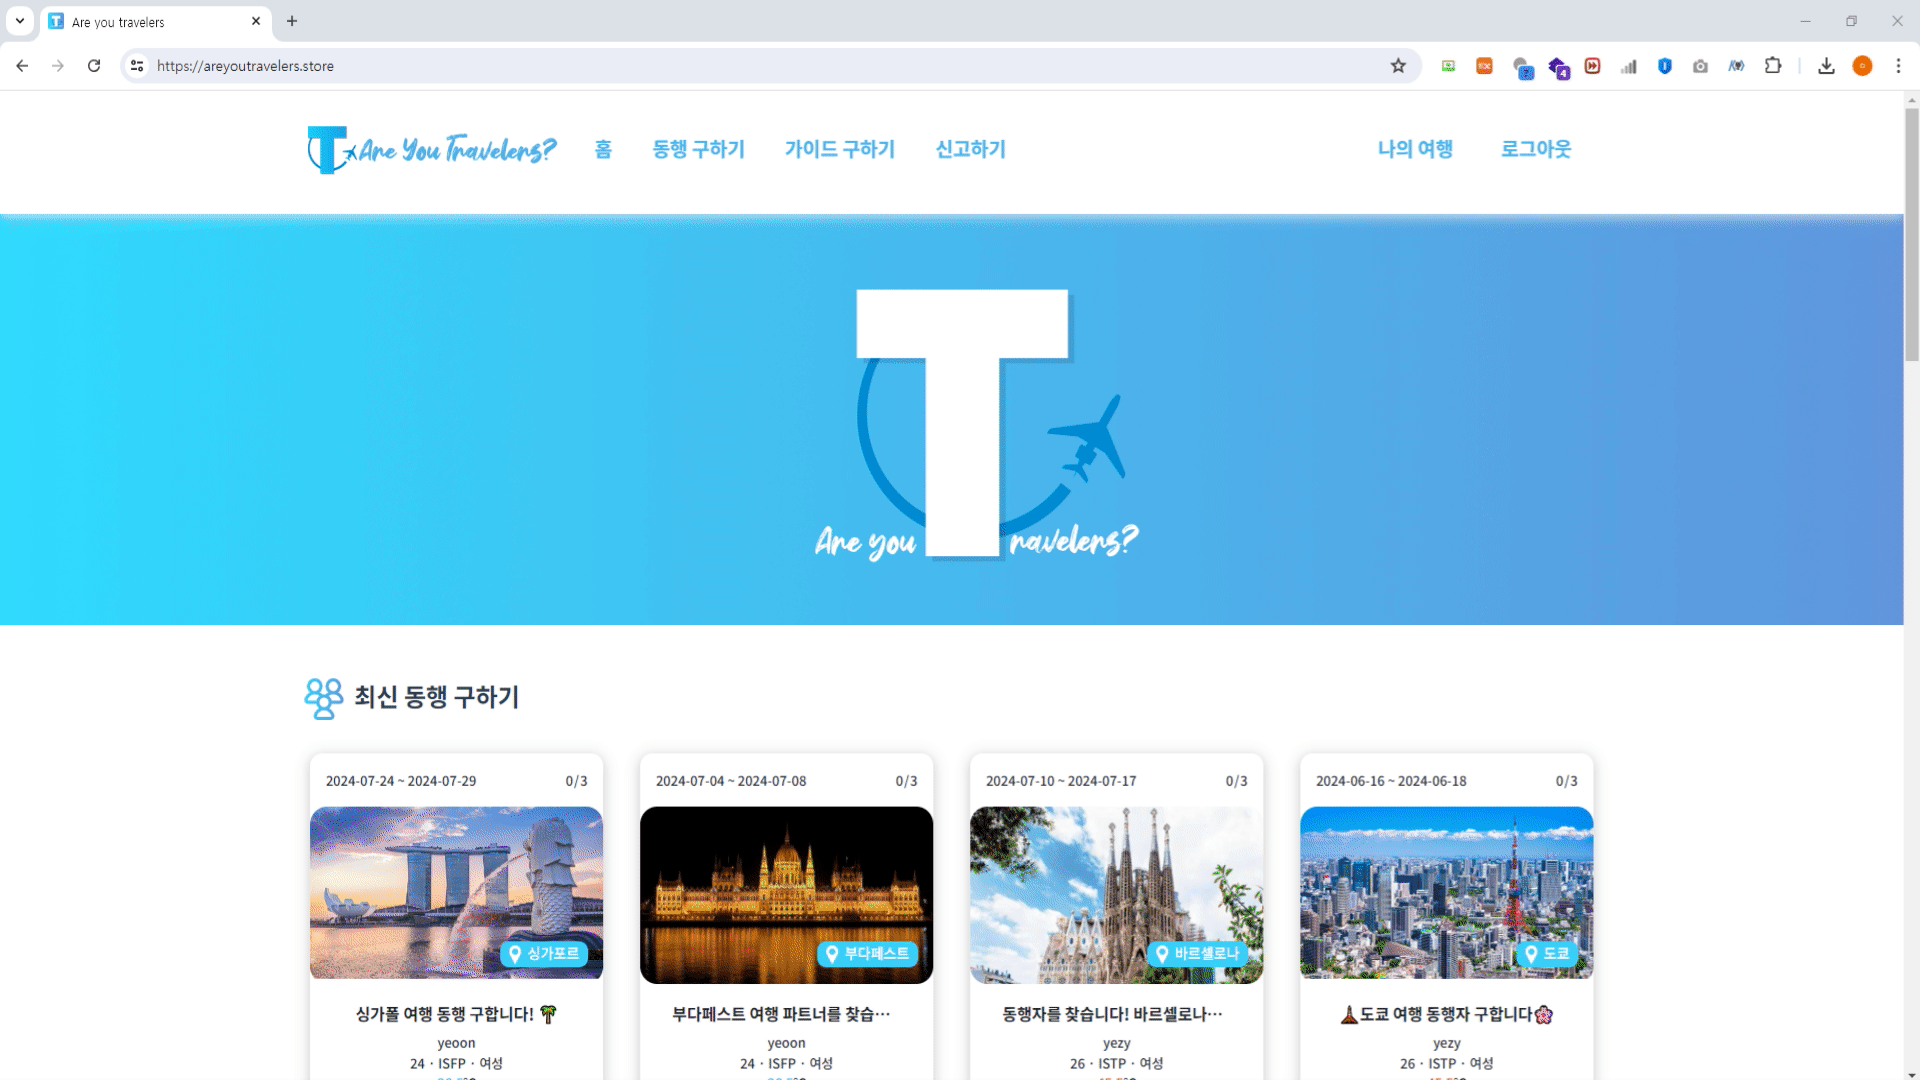 Are you travelers
https://areyoutravelers.store
T Are You Travelers?
홈 동행 구하기 가이드 구하기 신고하기 나의 여행 로그아웃
T
Are you Travelers?
최신 동행 구하기
2024-07-24 ~ 2024-07-29 0/3
싱가포르
싱가폴 여행 동행 구합니다! 🌴
yeoon
24 · ISFP · 여성
2024-07-04 ~ 2024-07-08 0/3
부다페스트
부다페스트 여행 파트너를 찾습···
yeoon
24 · ISFP · 여성
2024-07-10 ~ 2024-07-17 0/3
바르셀로나
동행자를 찾습니다! 바르셀로나···
yezy
26 · ISTP · 여성
2024-06-16 ~ 2024-06-18 0/3
도쿄
🗼도쿄 여행 동행자 구합니다🌸
yezy
26 · ISTP · 여성